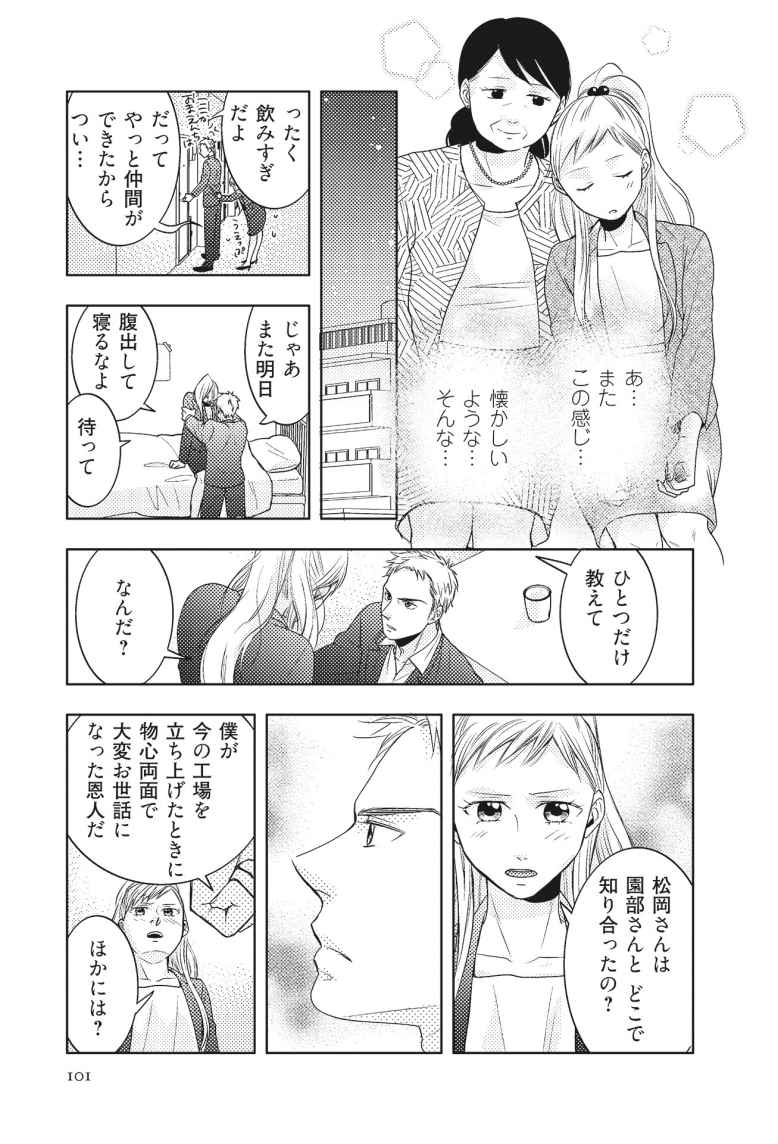 あ…
また
この感じ…
懐かしい
ような…
そんな…
ったく
飲みすぎ
だよ
だって
やっと仲間が
できたから
つい…
うえっぷ
じゃあ
また明日
腹出して
寝るなよ
待って
ひとつだけ
教えて
なんだ?
松岡さんは
園部さんと どこで
知り合ったの?
僕が
今の工場を
立ち上げたときに
物心両面で
大変お世話に
なった恩人だ
ほかには?
101